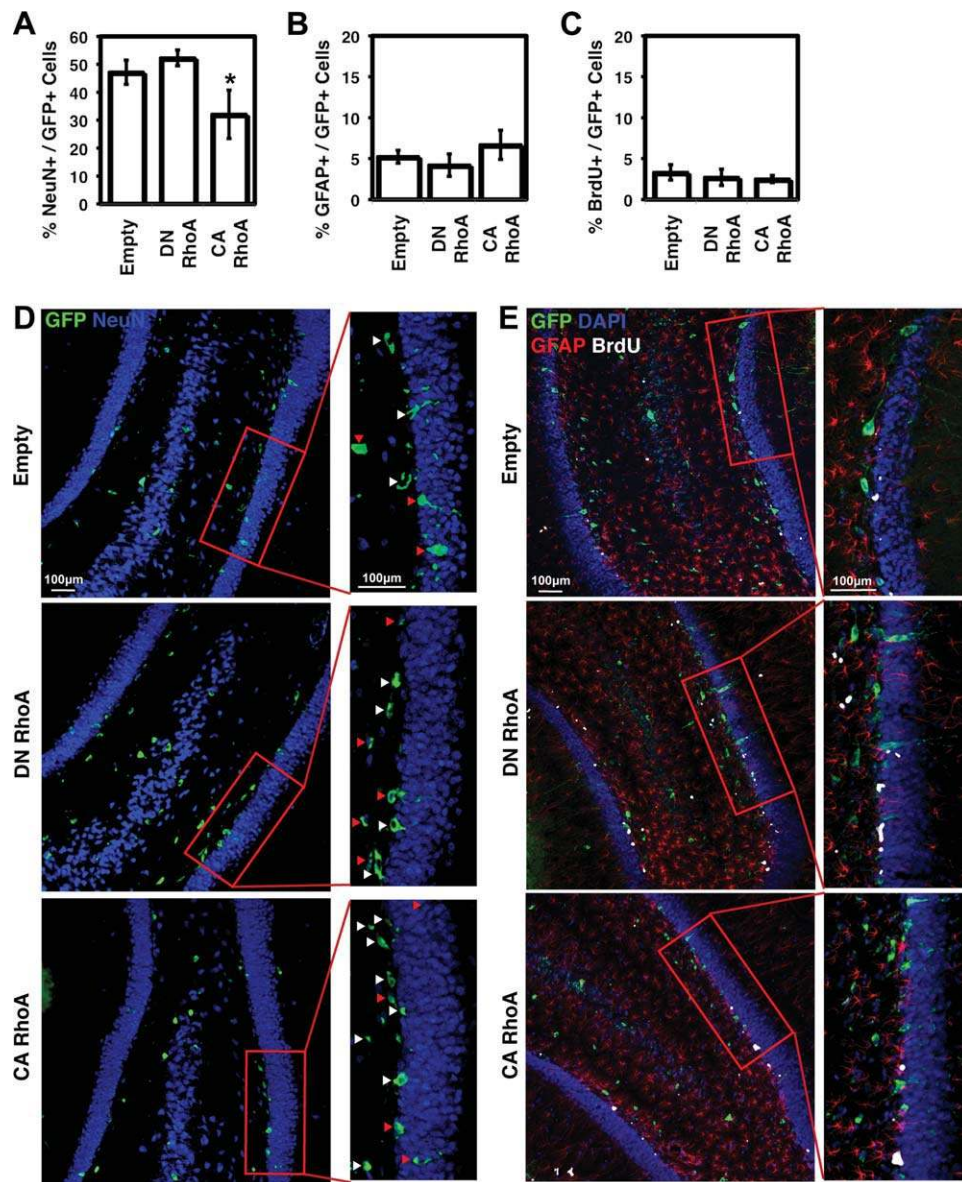 A
% NeuN+ / GFP+ Cells
60
50
40
30
20
10
0
*
Empty
DN
RhoA
CA
RhoA
B
% GFAP+ / GFP+ Cells
20
15
10
5
0
Empty
DN
RhoA
CA
RhoA
C
% BrdU+ / GFP+ Cells
20
15
10
5
0
Empty
DN
RhoA
CA
RhoA
D
GFP NeuN
Empty
100µm
100µm
DN RhoA
CA RhoA
E
GFP DAPI
GFAP BrdU
Empty
100µm
100µm
DN RhoA
CA RhoA